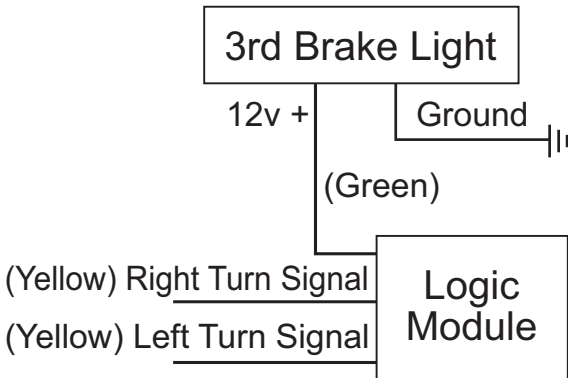 3rd Brake Light
12v +
Ground
(Green)
(Yellow) Right Turn Signal
(Yellow) Left Turn Signal
Logic
Module